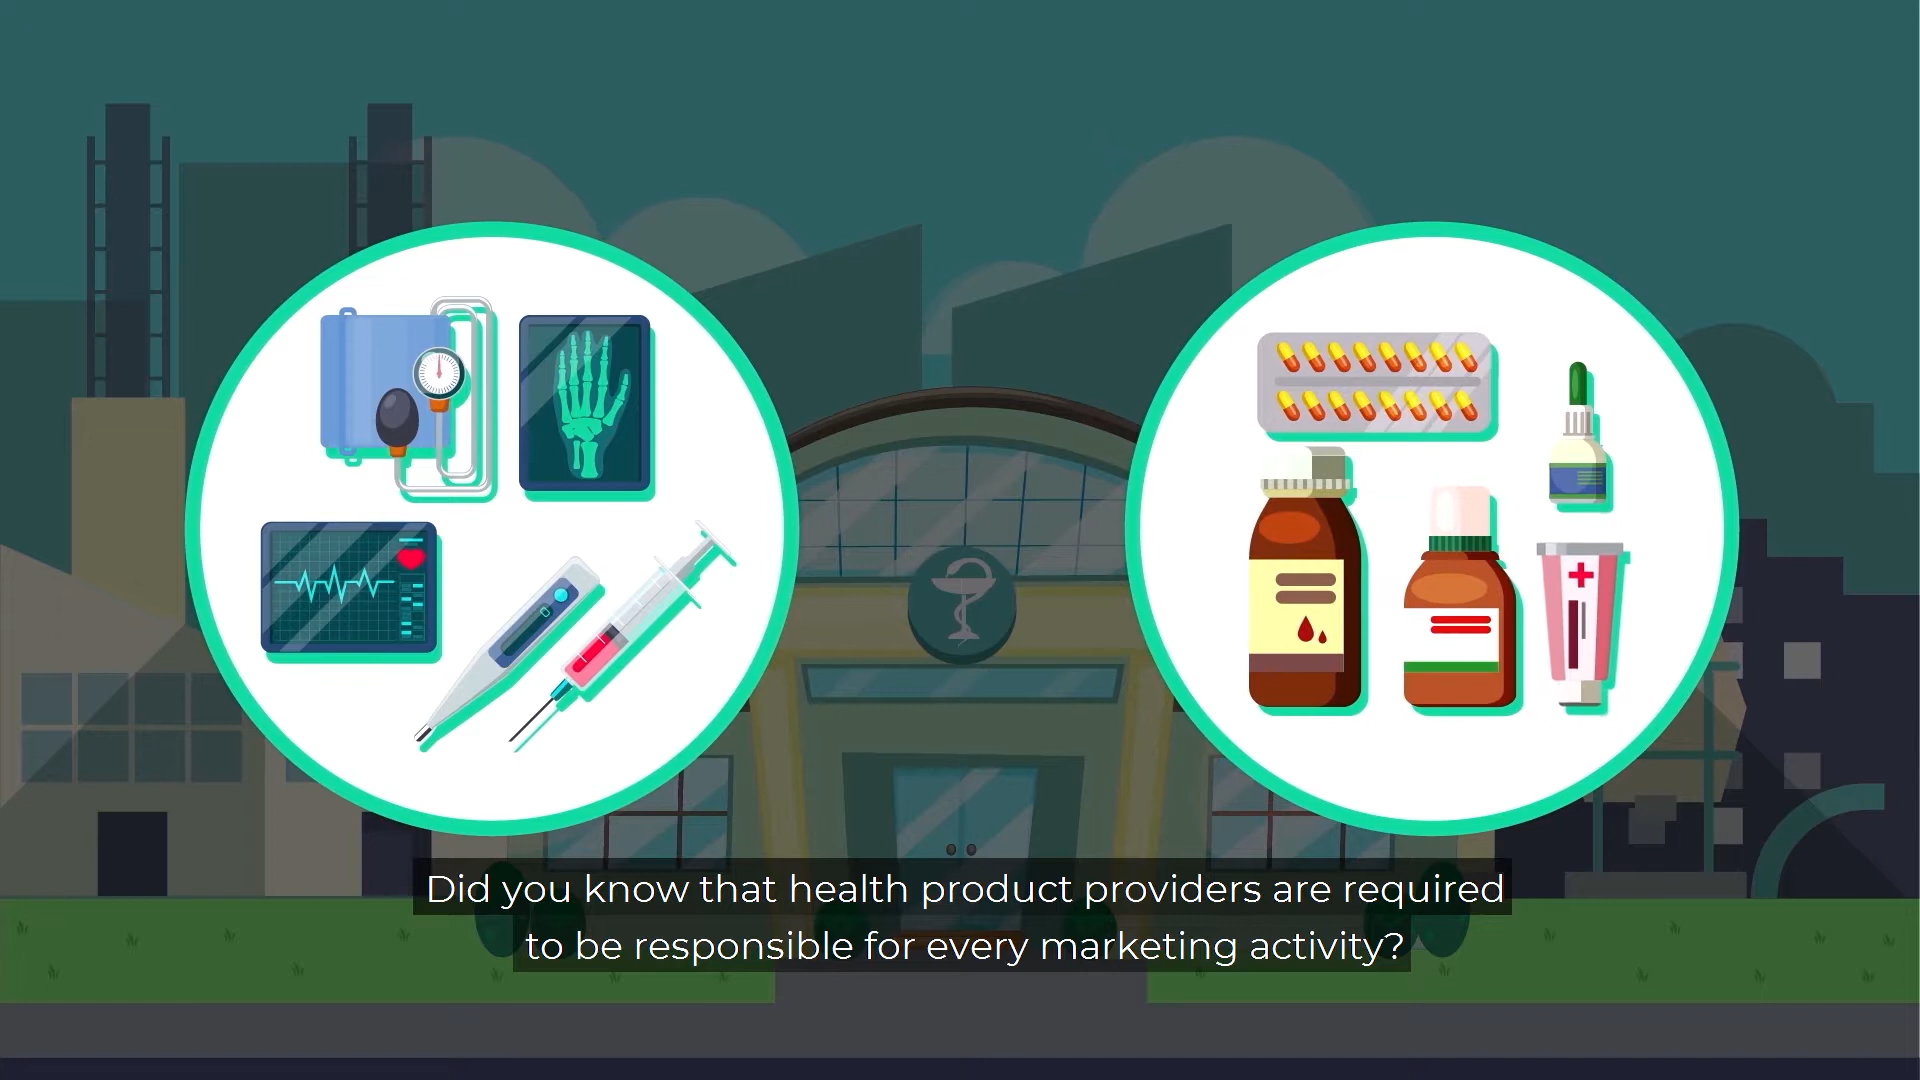 Did you know that health product providers are required
to be responsible for every marketing activity?